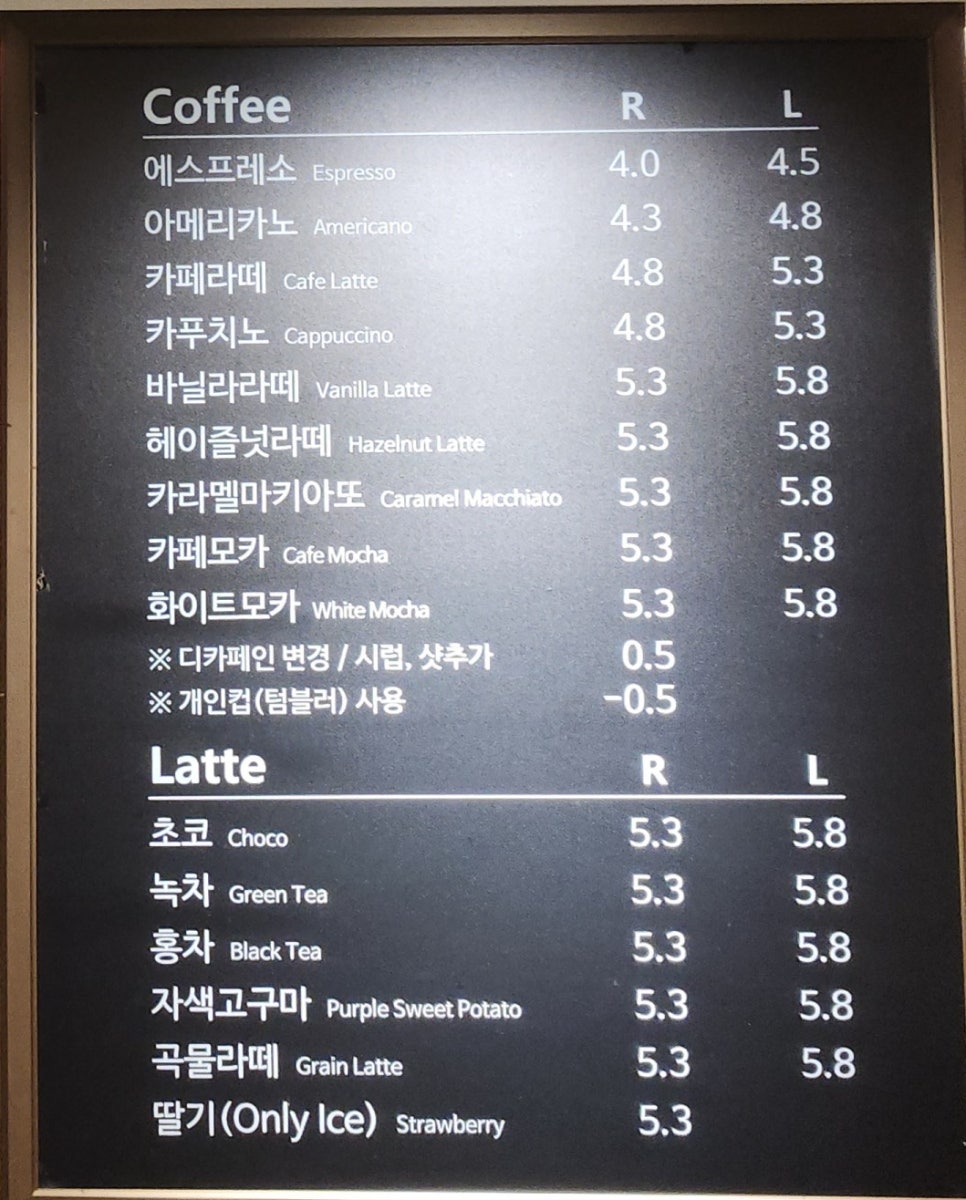 Coffee R L
에스프레소 Espresso 4.0 4.5
아메리카노 Americano 4.3 4.8
카페라떼 Cafe Latte 4.8 5.3
카푸치노 Cappuccino 4.8 5.3
바닐라라떼 Vanilla Latte 5.3 5.8
헤이즐넛라떼 Hazelnut Latte 5.3 5.8
카라멜마키아또 Caramel Macchiato 5.3 5.8
카페모카 Cafe Mocha 5.3 5.8
화이트모카 White Mocha 5.3 5.8
※ 디카페인 변경 / 시럽, 샷추가 0.5
※ 개인컵(텀블러) 사용 -0.5
Latte R L
초코 Choco 5.3 5.8
녹차 Green Tea 5.3 5.8
홍차 Black Tea 5.3 5.8
자색고구마 Purple Sweet Potato 5.3 5.8
곡물라떼 Grain Latte 5.3 5.8
딸기(Only Ice) Strawberry 5.3